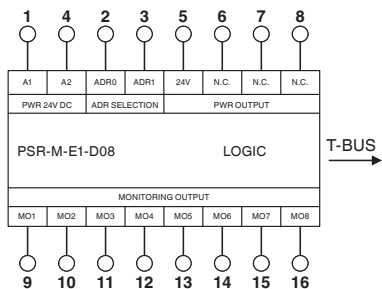 1 4 2 3 5 6 7 8
A1 A2 ADR0 ADR1 24V N.C. N.C. N.C.
PWR 24V DC ADR SELECTION PWR OUTPUT
PSR-M-E1-D08 LOGIC T-BUS
MONITORING OUTPUT
MO1 MO2 MO3 MO4 MO5 MO6 MO7 MO8
9 10 11 12 13 14 15 16